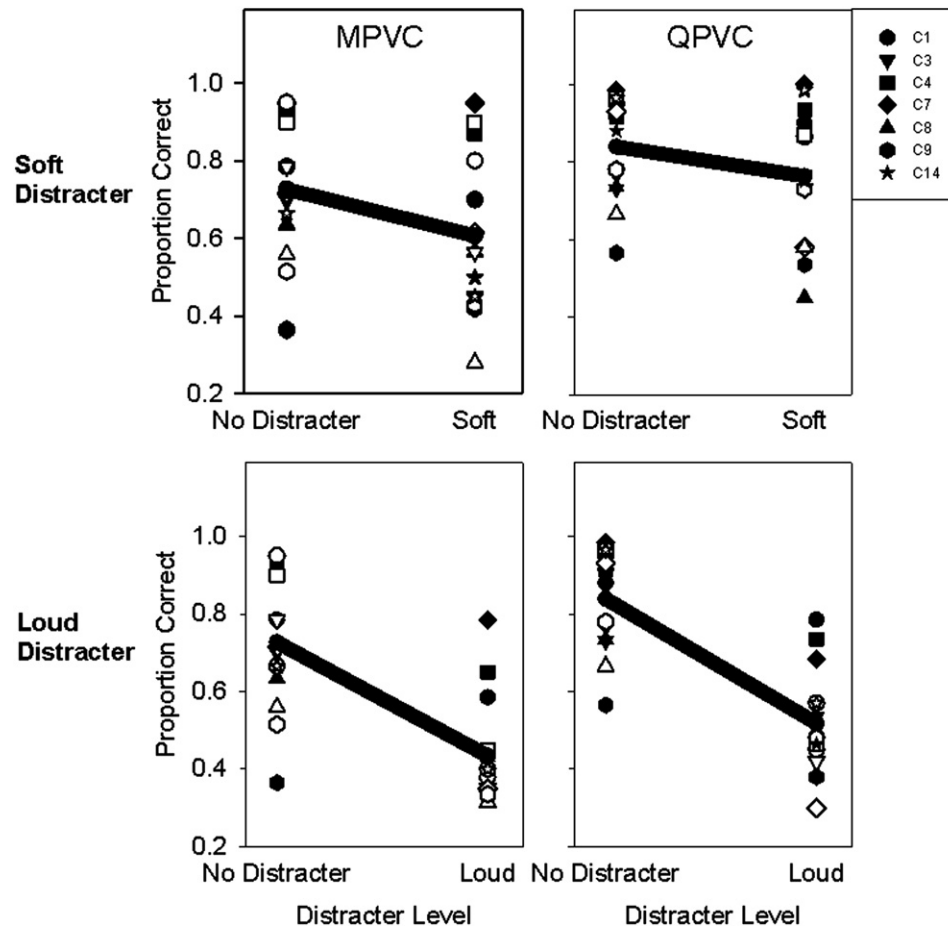 MPVC
QPVC
C1
C3
C4
C7
C8
C9
C14
Soft
Distracter
Proportion Correct
1.0
0.8
0.6
0.4
0.2
No Distracter
Soft
No Distracter
Soft
Loud
Distracter
Proportion Correct
1.0
0.8
0.6
0.4
0.2
No Distracter
Loud
No Distracter
Loud
Distracter Level
Distracter Level